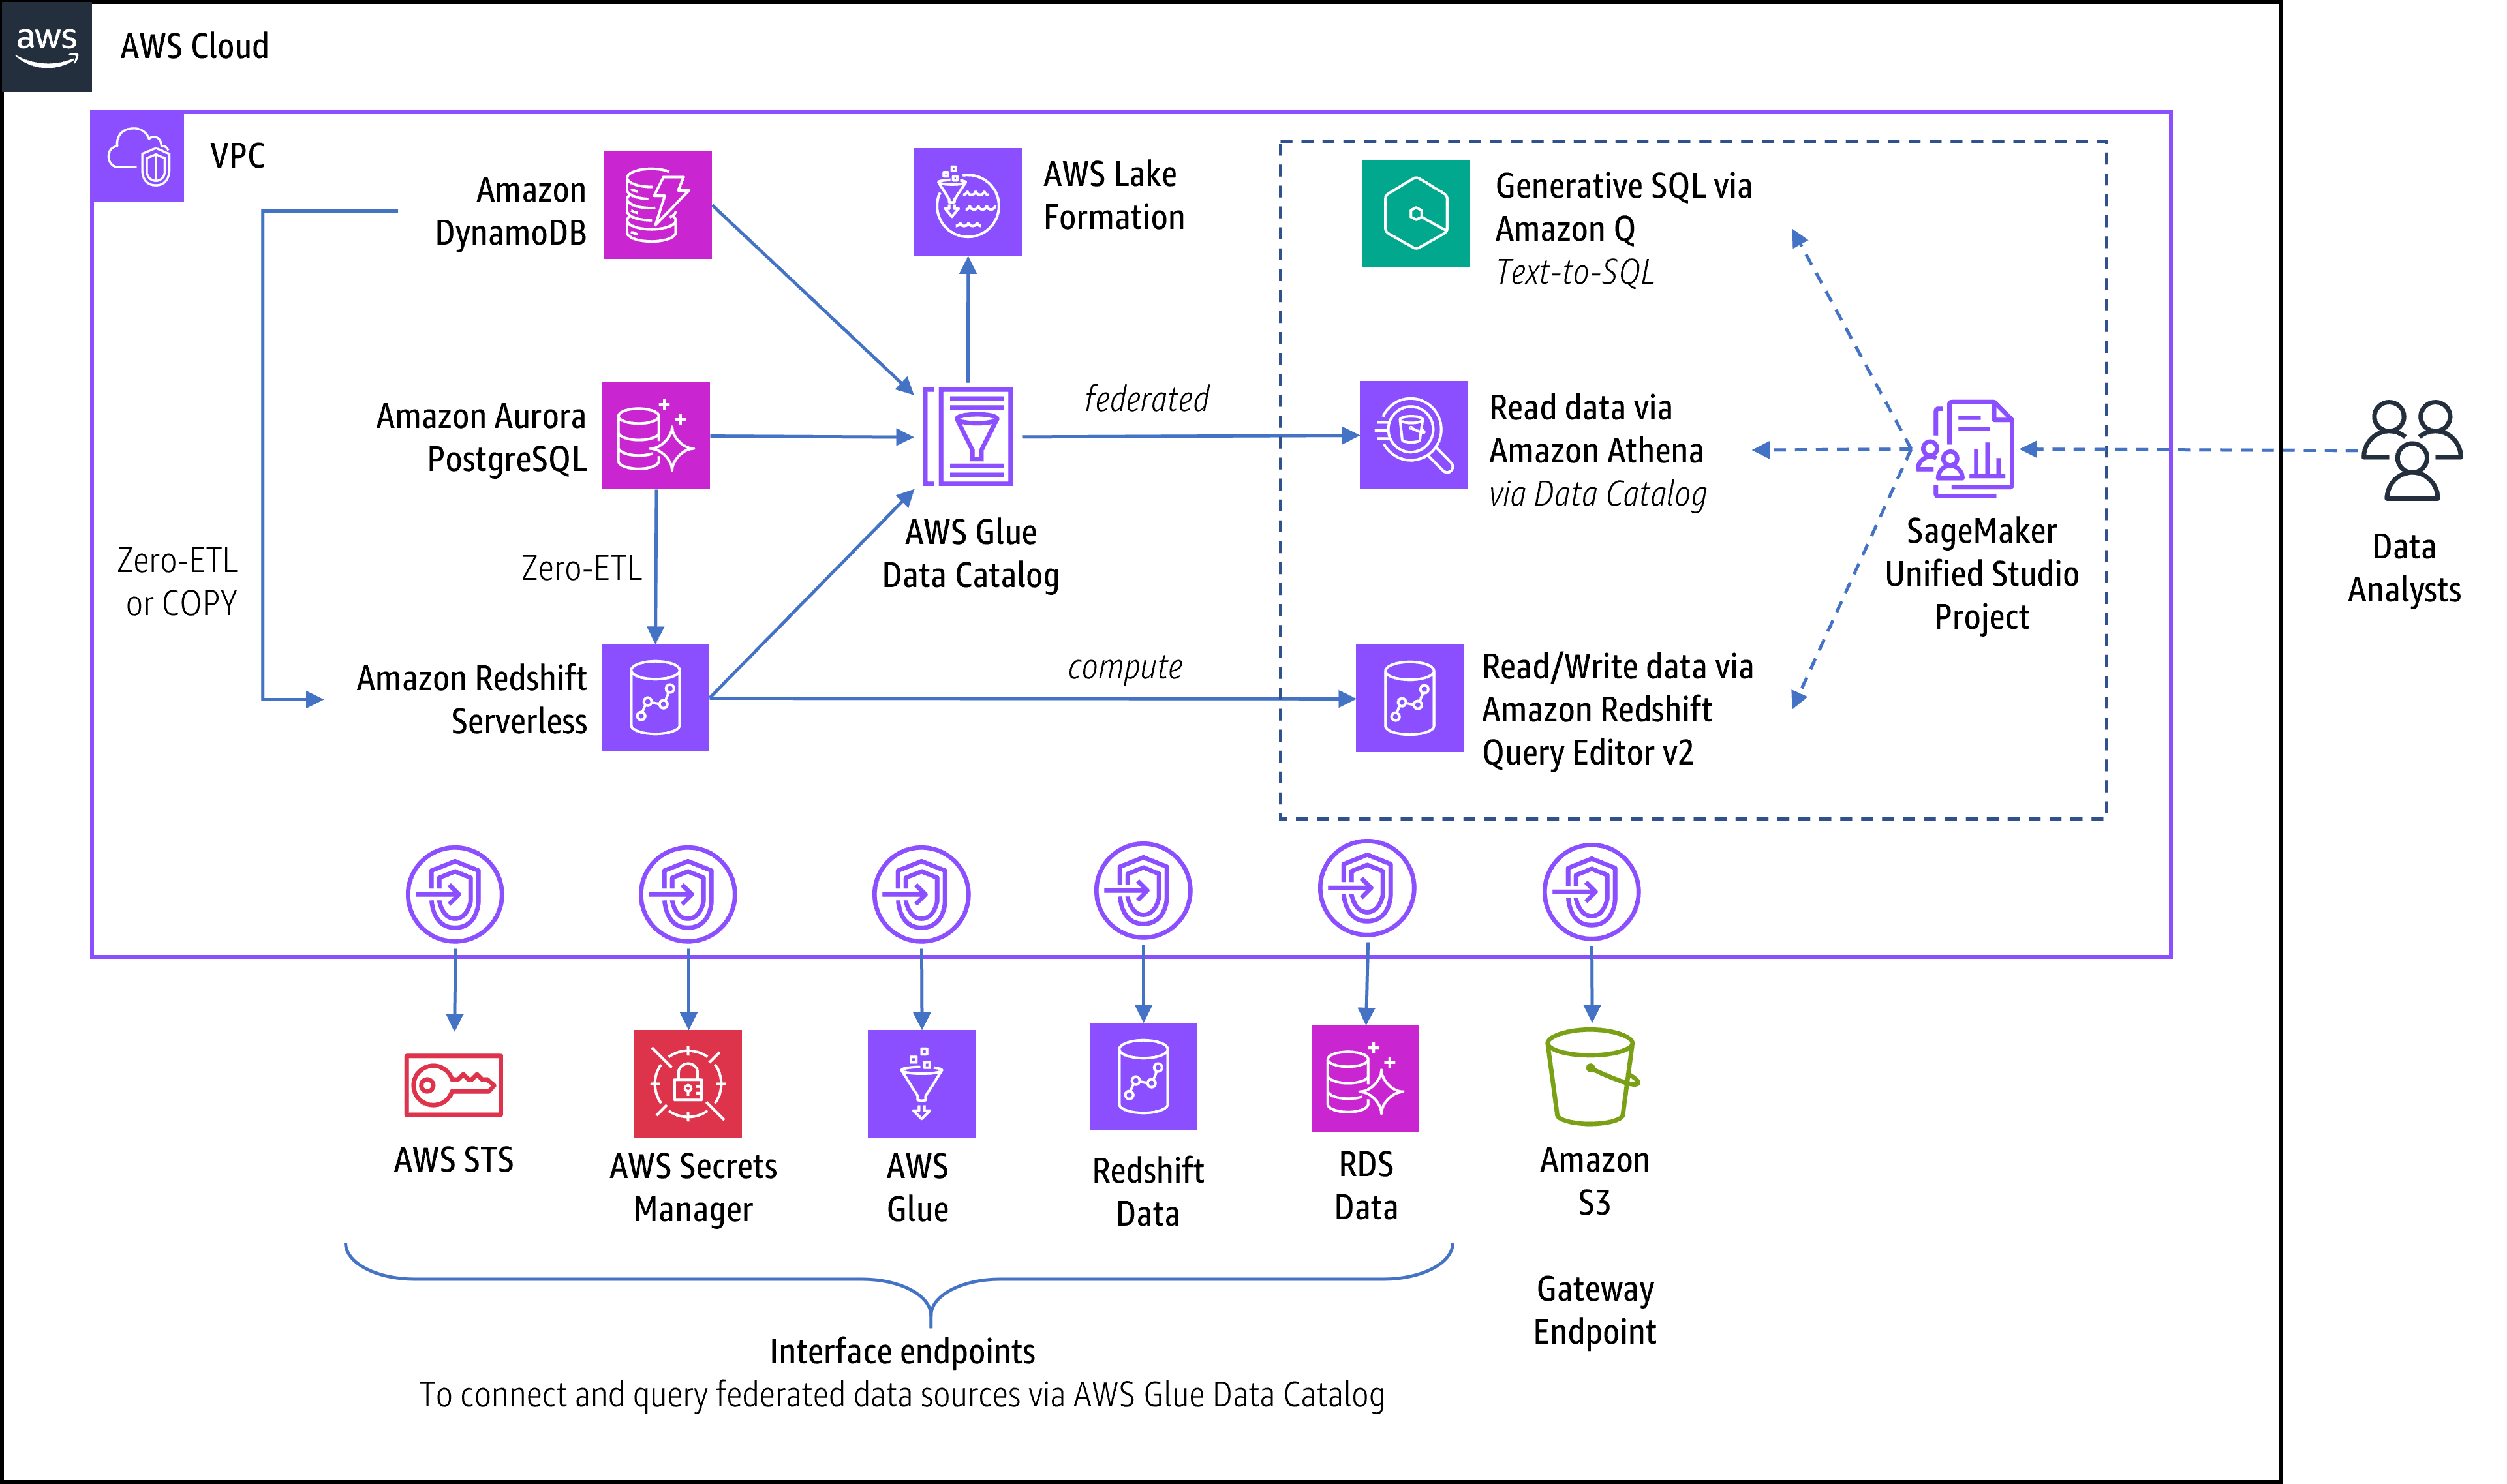 aws
AWS Cloud
VPC
Amazon
DynamoDB
AWS Lake
Formation
Generative SQL via
Amazon Q
Text-to-SQL
Amazon Aurora
PostgreSQL
federated
Read data via
Amazon Athena
via Data Catalog
AWS Glue
Data Catalog
SageMaker
Unified Studio
Project
Data
Analysts
Zero-ETL
or COPY
Zero-ETL
Amazon Redshift
Serverless
compute
Read/Write data via
Amazon Redshift
Query Editor v2
AWS STS
AWS Secrets
Manager
AWS
Glue
Redshift
Data
RDS
Data
Amazon
S3
Gateway
Endpoint
Interface endpoints
To connect and query federated data sources via AWS Glue Data Catalog